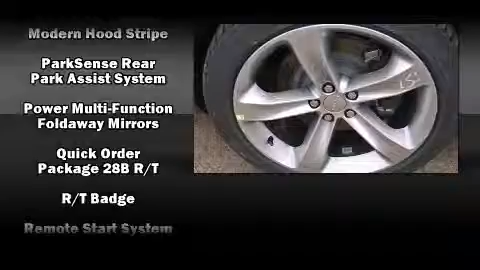 Modern Hood Stripe
ParkSense Rear
Park Assist System
Power Multi-Function
Foldaway Mirrors
Quick Order
Package 28B R/T
R/T Badge
Remote Start System